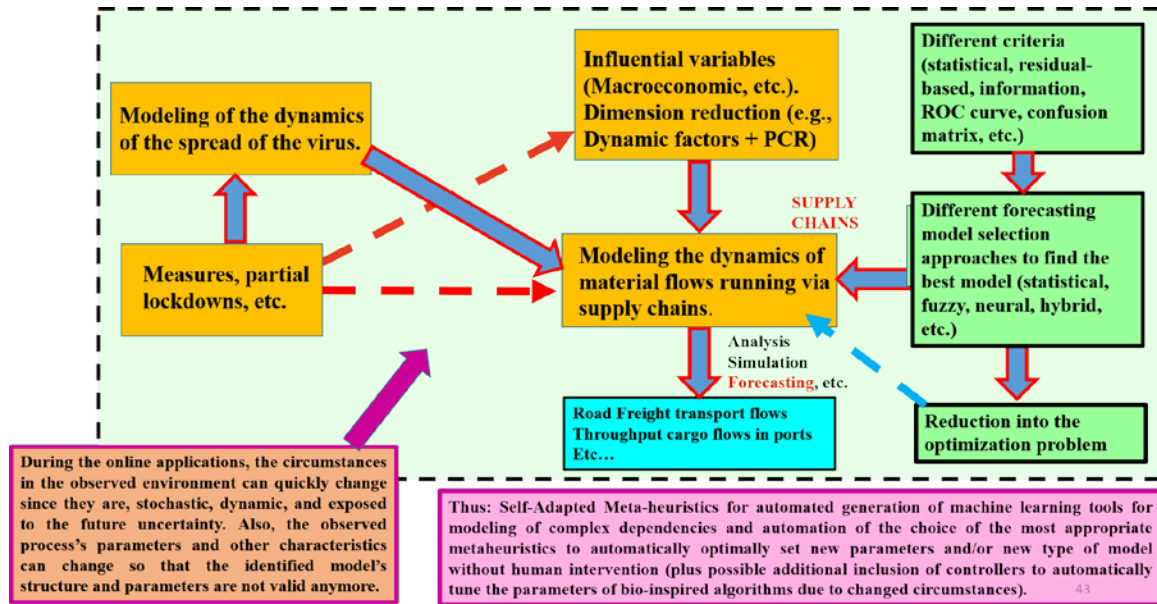 Modeling of the dynamics
of the spread of the virus.
Measures, partial
lockdowns, etc.
Influential variables
(Macroeconomic, etc.).
Dimension reduction (e.g.,
Dynamic factors + PCR)
SUPPLY
CHAINS
Modeling the dynamics of
material flows running via
supply chains.
Analysis
Simulation
Forecasting, etc.
Road Freight transport flows
Throughput cargo flows in ports
Etc…
Different criteria
(statistical, residual-
based, information,
ROC curve, confusion
matrix, etc.)
Different forecasting
model selection
approaches to find the
best model (statistical,
fuzzy, neural, hybrid,
etc.)
Reduction into the
optimization problem
During the online applications, the circumstances
in the observed environment can quickly change
since they are, stochastic, dynamic, and exposed
to the future uncertainty. Also, the observed
process's parameters and other characteristics
can change so that the identified model's
structure and parameters are not valid anymore.
Thus: Self-Adapted Meta-heuristics for automated generation of machine learning tools for
modeling of complex dependencies and automation of the choice of the most appropriate
metaheuristics to automatically optimally set new parameters and/or new type of model
without human intervention (plus possible additional inclusion of controllers to automatically
tune the parameters of bio-inspired algorithms due to changed circumstances).
43